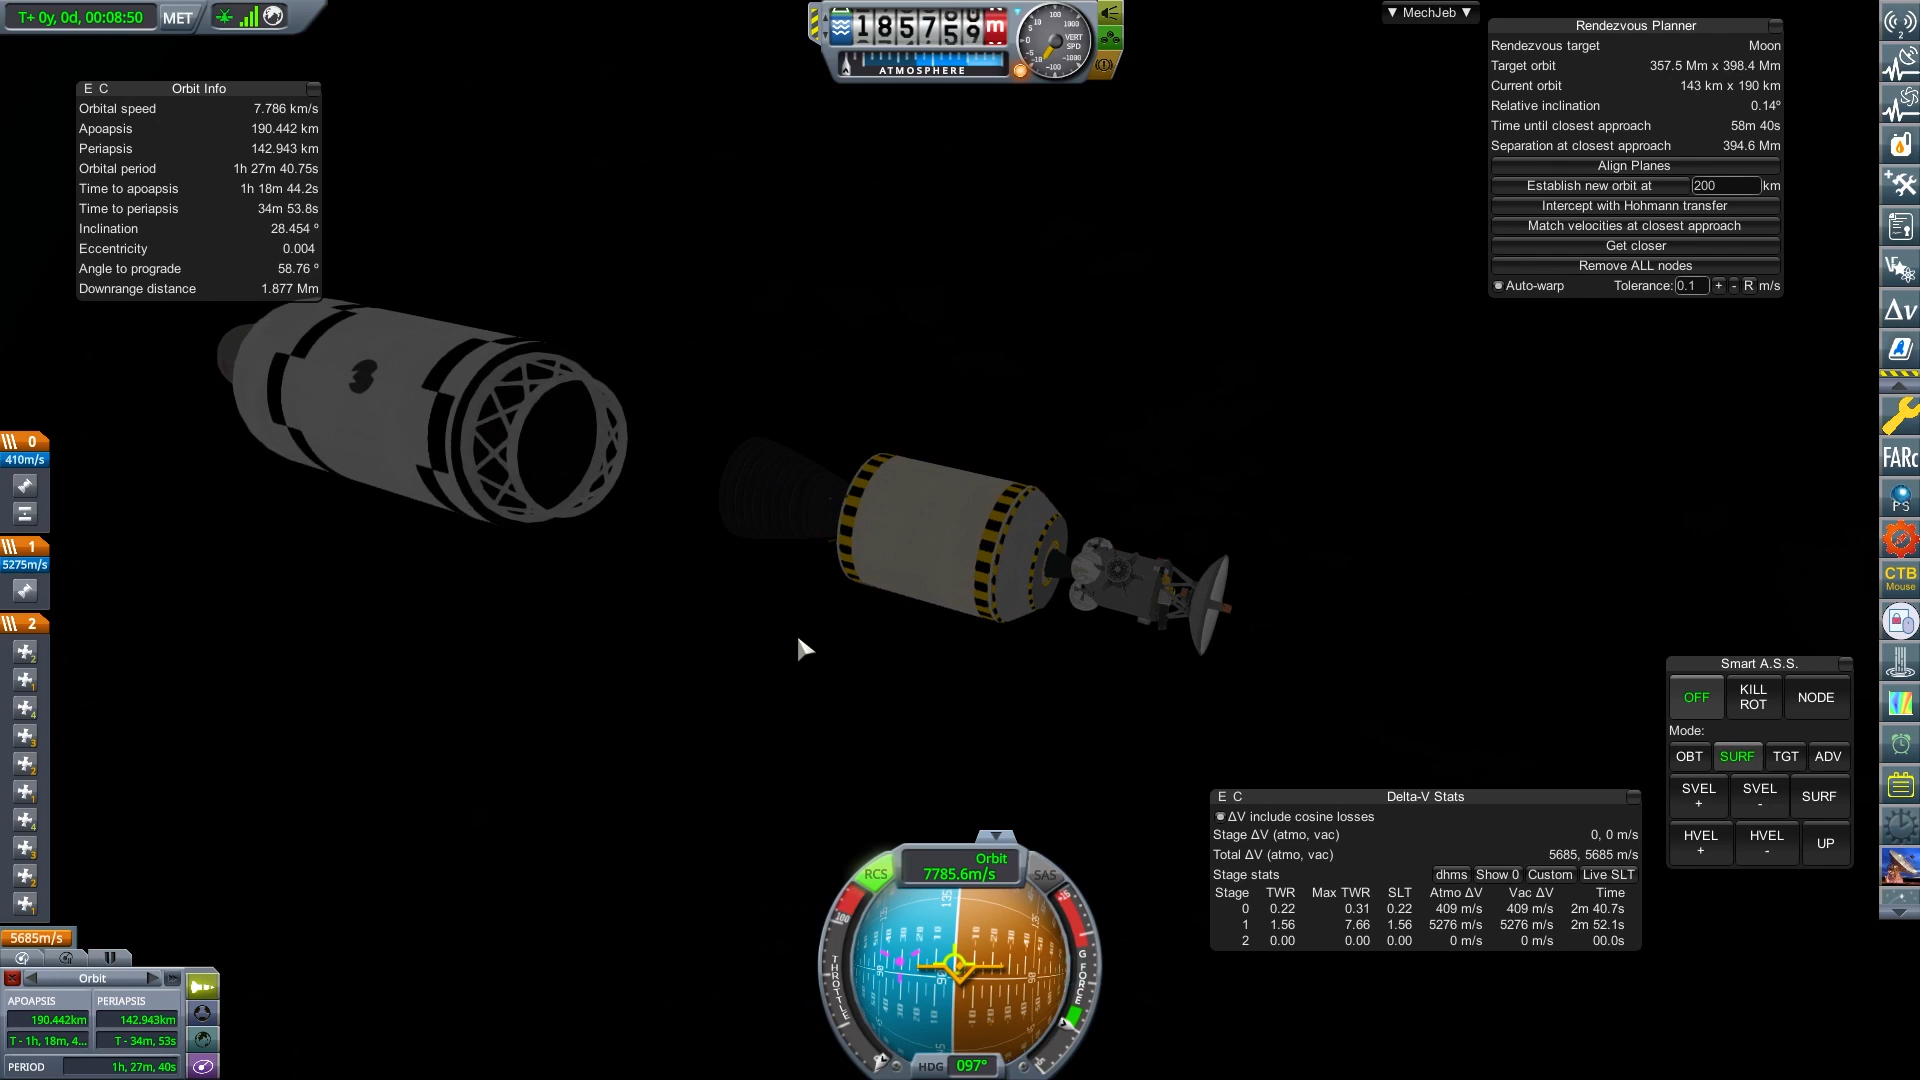 T+ 0y, 0d, 00:08:50 MET
185759 m
ATMOSPHERE
VERT SPD
▼ MechJeb ▼
Rendezvous Planner
Rendezvous target Moon
Target orbit 357.5 Mm x 398.4 Mm
Current orbit 143 km x 190 km
Relative inclination 0.14º
Time until closest approach 58m 40s
Separation at closest approach 394.6 Mm
Align Planes
Establish new orbit at 200 km
Intercept with Hohmann transfer
Match velocities at closest approach
Get closer
Remove ALL nodes
Auto-warp Tolerance: 0.1 + - R m/s
E C Orbit Info
Orbital speed 7.786 km/s
Apoapsis 190.442 km
Periapsis 142.943 km
Orbital period 1h 27m 40.75s
Time to apoapsis 1h 18m 44.2s
Time to periapsis 34m 53.8s
Inclination 28.454 º
Eccentricity 0.004
Angle to prograde 58.76 º
Downrange distance 1.877 Mm
0
410m/s
1
5275m/s
2
5685m/s
Orbit
APOAPSIS PERIAPSIS
190.442km 142.943km
T - 1h, 18m, 4... T - 34m, 53s
PERIOD 1h, 27m, 40s
Δv
FARc
PS
CTB
Mouse
Smart A.S.S.
OFF KILL ROT NODE
Mode:
OBT SURF TGT ADV
SVEL + SVEL - SURF
HVEL + HVEL - UP
E C Delta-V Stats
ΔV include cosine losses
Stage ΔV (atmo, vac) 0, 0 m/s
Total ΔV (atmo, vac) 5685, 5685 m/s
Stage stats dhms Show 0 Custom Live SLT
Stage TWR Max TWR SLT Atmo ΔV Vac ΔV Time
0 0.22 0.31 0.22 409 m/s 409 m/s 2m 40.7s
1 1.56 7.66 1.56 5276 m/s 5276 m/s 2m 52.1s
2 0.00 0.00 0.00 0 m/s 0 m/s 00.0s
Orbit
RCS 7785.6m/s SAS
THROTTLE
G FORCE
HDG 097°